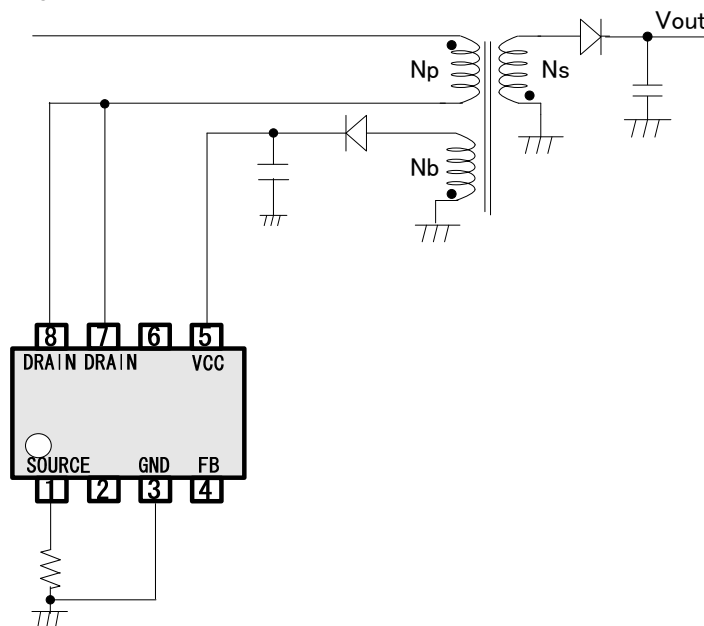 Vout
Np
Ns
Nb
8 7 6 5
DRAIN DRAIN VCC
SOURCE GND FB
1 2 3 4